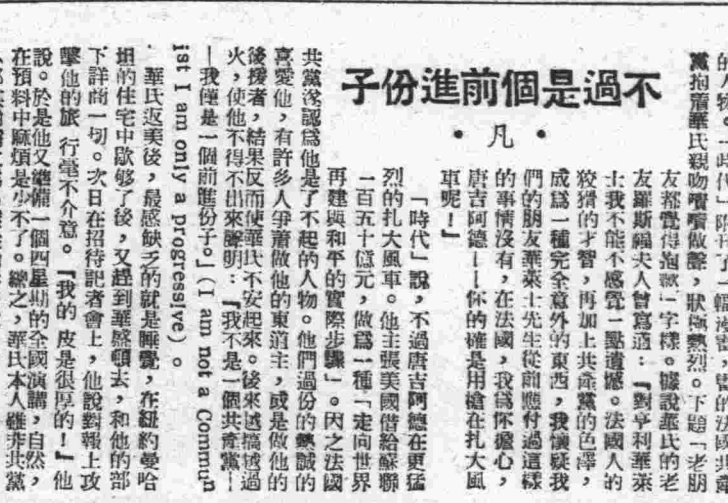 黨抱着華氏親吻嘖嘖做聲,狀極熱烈。下題「老朋
友都覺得抱歉」字樣。據說華氏的老
友羅斯福夫人曾寫道:『對亨利華萊
士我不能不感覺一點遺憾。法國人的
狡猾的才智,再加上共產黨的色澤,
成爲一種完全意外的東西,我懷疑我
們的朋友華萊士先生從前應付過這樣
的事情沒有,在法國,我爲你擔心,
唐吉阿德——你的確是用槍在扎大風
車呢!』
不過是個前進份子
•凡•
「時代」說,不過唐吉阿德在更猛
烈的扎大風車。他主張美國借給蘇聯
一百五十億元,做爲一種「走向世界
再建與和平的實際步驟」。因之法國
共黨遂認爲他是了不起的人物。他們過份的熱誠的
喜愛他,有許多人爭着做他的東道主,或是做他的
後援者,結果反而使華氏不安起來。後來越搞越過
火,使他不得不出來聲明:『我不是一個共產黨—
—我僅是一個前進份子。』(I am not a Commun
ist I am only a progressive)。
華氏返美後,最感缺乏的就是睡覺,在紐約曼哈
坦的住宅中歇够了後,又趕到華盛頓去,和他的部
下詳商一切。次日在招待記者會上,他說對報上攻
擊他的旅行毫不介意。『我的皮是很厚的!』他
說。於是他又準備一個四星期的全國演講,自然,
在預料中麻煩是少不了。總之,華氏本人雖非共黨